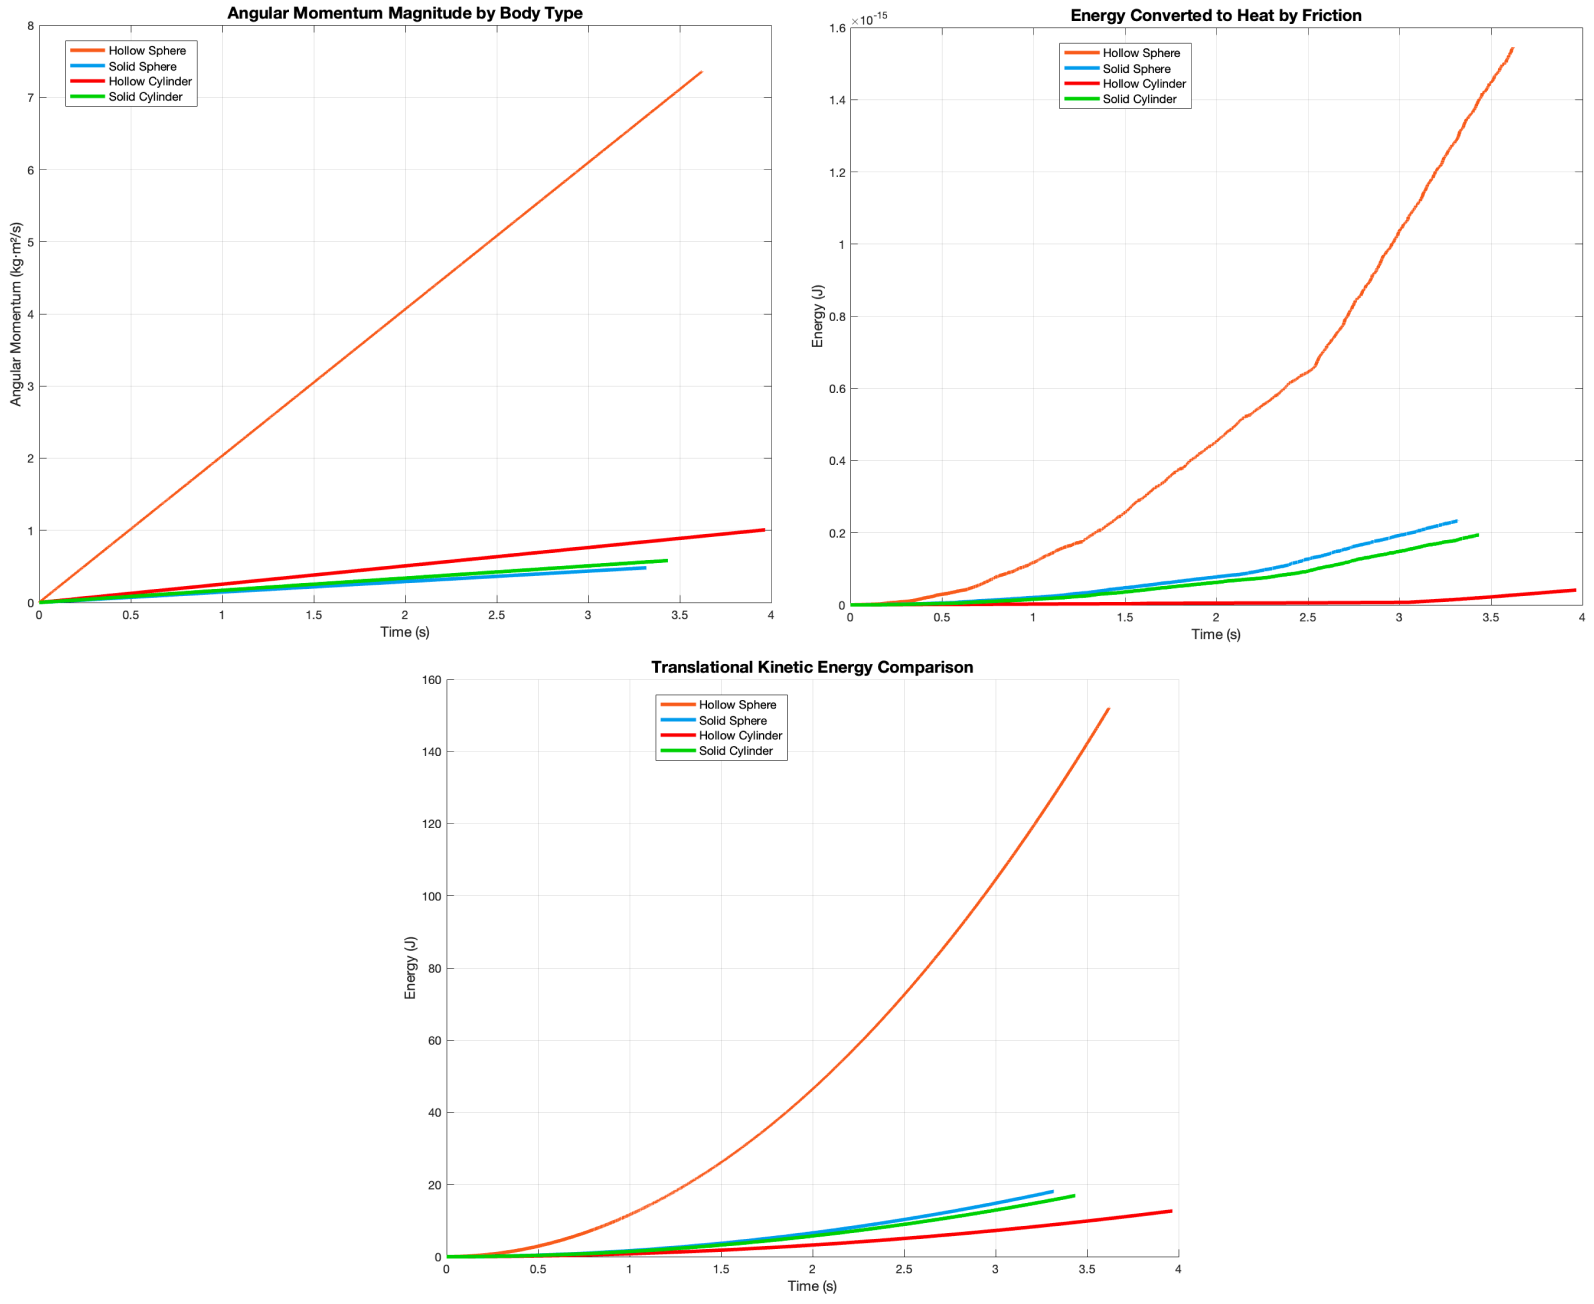 Angular Momentum Magnitude by Body Type
8
7
6
5
4
3
2
1
0
Angular Momentum (kg·m²/s)
Hollow Sphere
Solid Sphere
Hollow Cylinder
Solid Cylinder
0 0.5 1 1.5 2 2.5 3 3.5 4
Time (s)
Energy Converted to Heat by Friction
×10-15
1.6
1.4
1.2
1
0.8
0.6
0.4
0.2
0
Energy (J)
Hollow Sphere
Solid Sphere
Hollow Cylinder
Solid Cylinder
0 0.5 1 1.5 2 2.5 3 3.5 4
Time (s)
Translational Kinetic Energy Comparison
160
140
120
100
80
60
40
20
0
Energy (J)
Hollow Sphere
Solid Sphere
Hollow Cylinder
Solid Cylinder
0 0.5 1 1.5 2 2.5 3 3.5 4
Time (s)